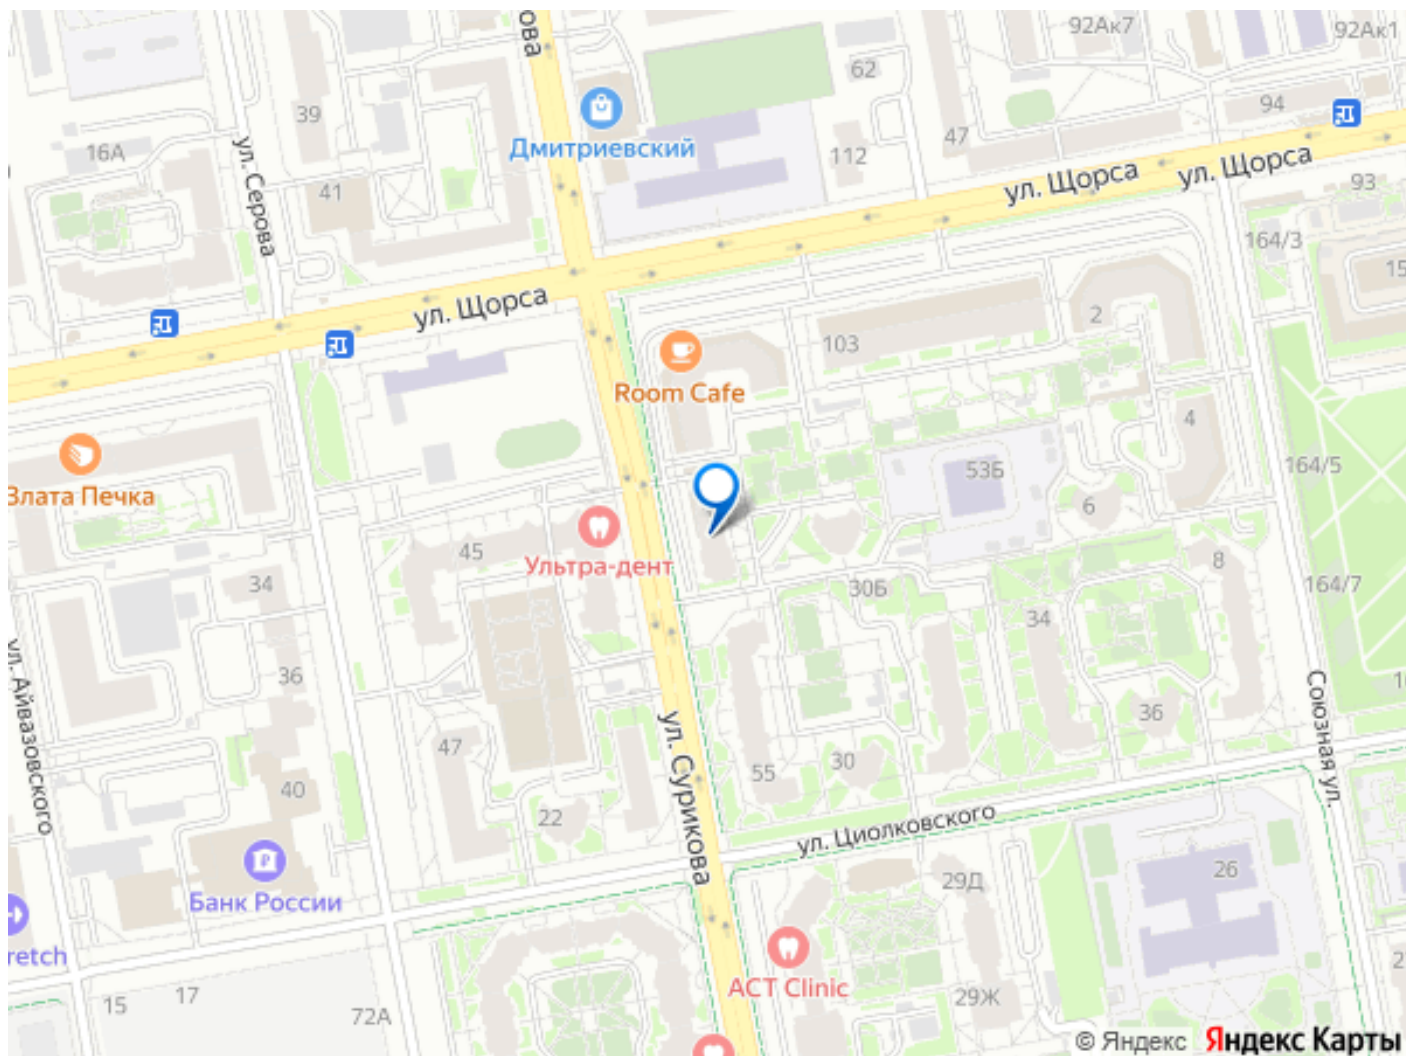 рова
92Ак7
92Ак1
62
39
94
Дмитриевский
47
16А
112
ул. Серова
ул. Щорса
ул. Щорса
41
93
164/3
15
ул. Щорса
2
103
Room Cafe
4
Злата Печка
53Б
164/5
6
45
Ультра-дент
8
34
30Б
164/7
34
ул. Айвазовского
36
Союзная ул.
36
ул. Сурикова
47
55
30
40
22
ул. Циолковского
Банк России
29Д
26
retch
ACT Clinic
15
17
72А
29Ж
2
© Яндекс Яндекс Карты